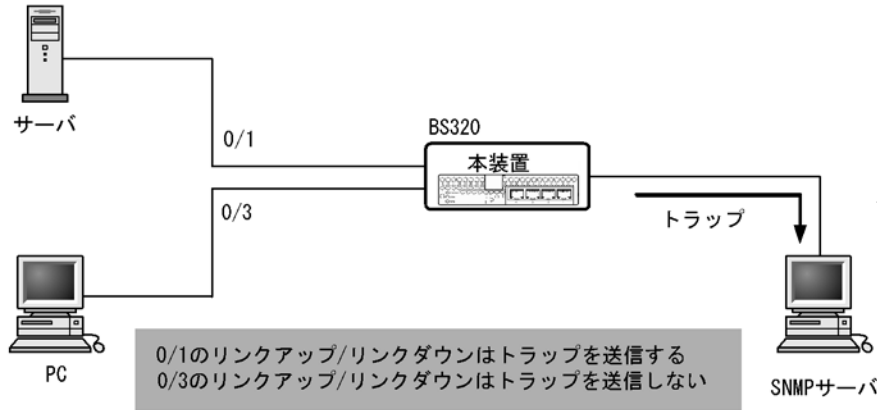 サーバ
0/1
BS320
本装置
0/3
トラップ
PC
0/1のリンクアップ/リンクダウンはトラップを送信する
0/3のリンクアップ/リンクダウンはトラップを送信しない
SNMPサーバ